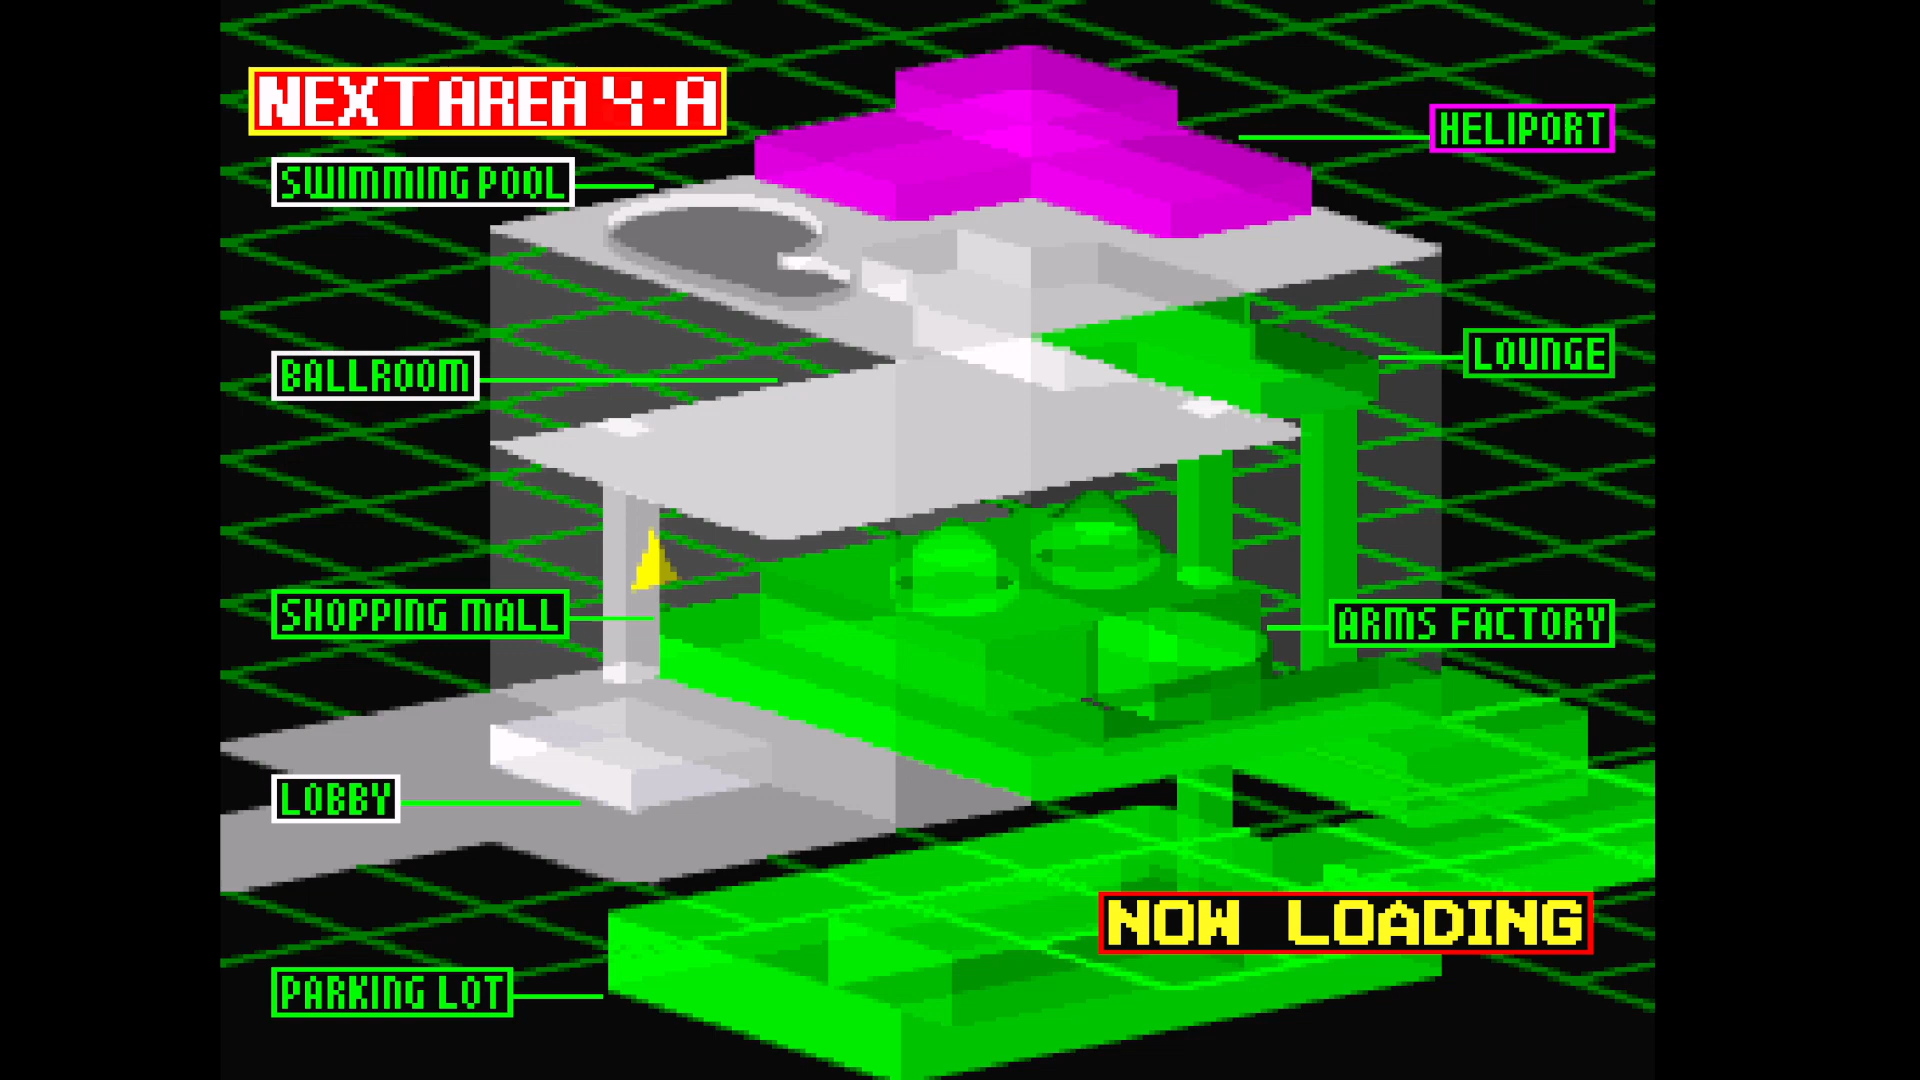 NEXT AREA 4-A
HELIPORT
SWIMMING POOL
LOUNGE
BALLROOM
SHOPPING MALL
ARMS FACTORY
LOBBY
NOW LOADING
PARKING LOT